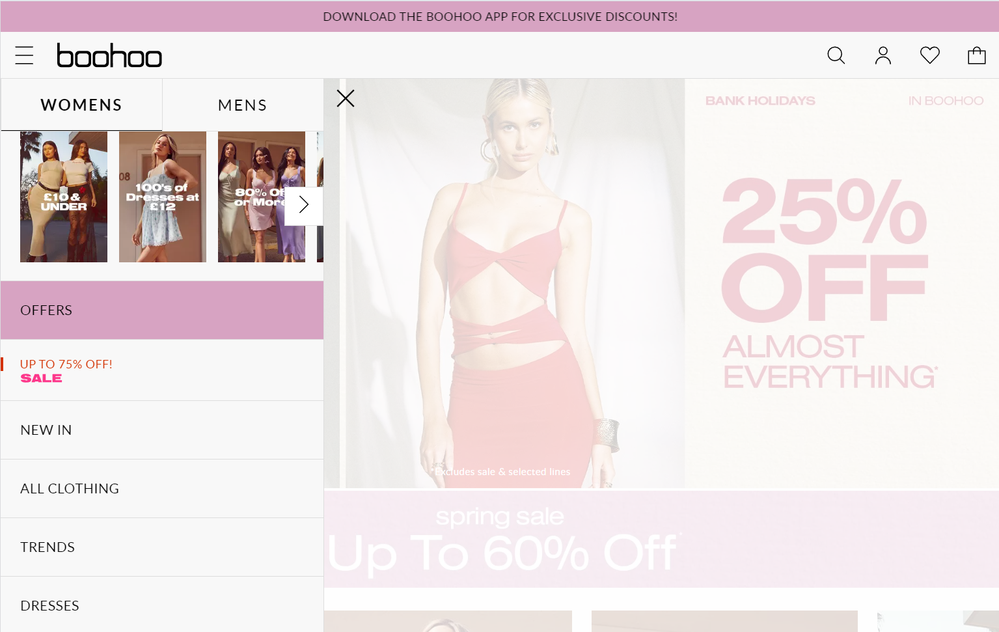 DOWNLOAD THE BOOHOO APP FOR EXCLUSIVE DISCOUNTS!
boohoo
WOMENS
MENS
£10 &
UNDER
08
100's of
Dresses at
£12
80% Of
or More
OFFERS
UP TO 75% OFF!
SALE
NEW IN
ALL CLOTHING
TRENDS
DRESSES
BANK HOLIDAYS
IN BOOHOO
25%
OFF
ALMOST
EVERYTHING*
*Excludes sale & selected lines
spring sale
Up To 60% Off*